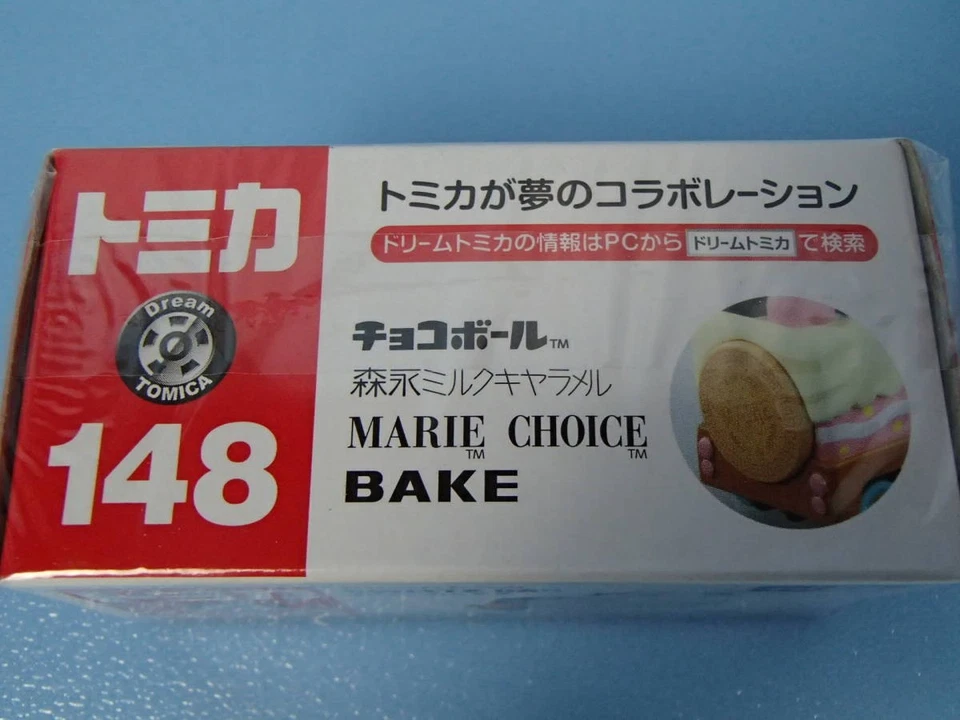 トミカ
Dream
TOMICA
148
トミカが夢のコラボレーション
ドリームトミカの情報はPCから ドリームトミカ で検索
チョコボール™
森永ミルクキャラメル
MARIE™ CHOICE™
BAKE